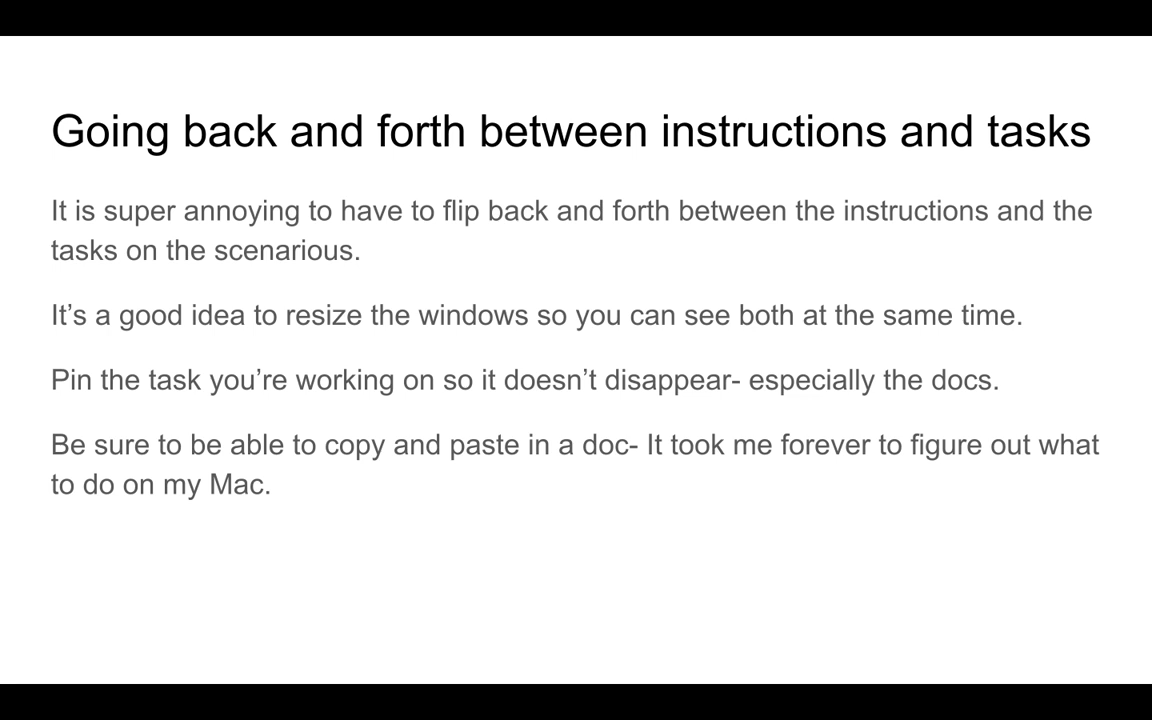 Going back and forth between instructions and tasks
It is super annoying to have to flip back and forth between the instructions and the
tasks on the scenarious.
It’s a good idea to resize the windows so you can see both at the same time.
Pin the task you’re working on so it doesn’t disappear- especially the docs.
Be sure to be able to copy and paste in a doc- It took me forever to figure out what
to do on my Mac.